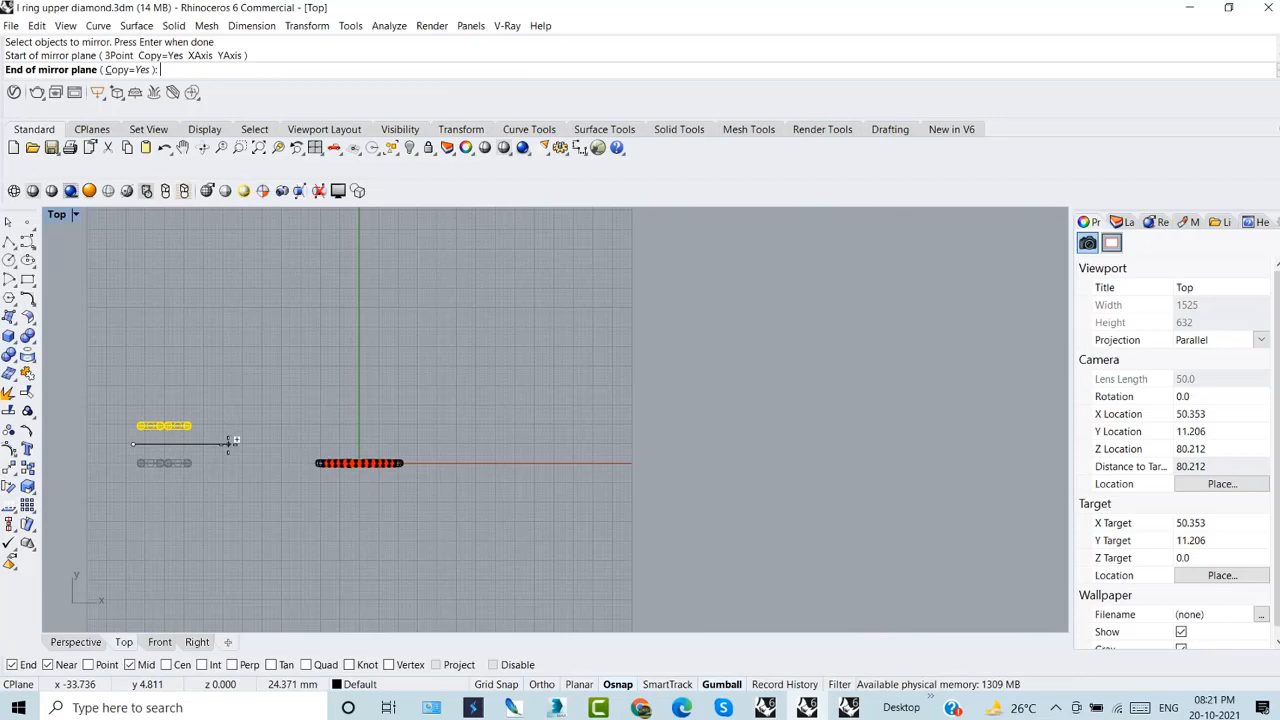 I ring upper diamond.3dm (14 MB) - Rhinoceros 6 Commercial - [Top]
File Edit View Curve Surface Solid Mesh Dimension Transform Tools Analyze Render Panels V-Ray Help
Select objects to mirror. Press Enter when done
Start of mirror plane ( 3Point Copy=Yes XAxis YAxis )
End of mirror plane ( Copy=Yes ):
Standard CPlanes Set View Display Select Viewport Layout Visibility Transform Curve Tools Surface Tools Solid Tools Mesh Tools Render Tools Drafting New in V6
Top
Pr La Re M Li He
Viewport
Title Top
Width 1525
Height 632
Projection Parallel
Camera
Lens Length 50.0
Rotation 0.0
X Location 50.353
Y Location 11.206
Z Location 80.212
Distance to Tar... 80.212
Location Place...
Target
X Target 50.353
Y Target 11.206
Z Target 0.0
Location Place...
Wallpaper
Filename (none) ...
Show
Gray
y
x
Perspective Top Front Right
End Near Point Mid Cen Int Perp Tan Quad Knot Vertex Project Disable
CPlane x -33.736 y 4.811 z 0.000 24.371 mm Default Grid Snap Ortho Planar Osnap SmartTrack Gumball Record History Filter Available physical memory: 1309 MB
Type here to search Desktop 26°C ENG 08:21 PM
20-10-2021